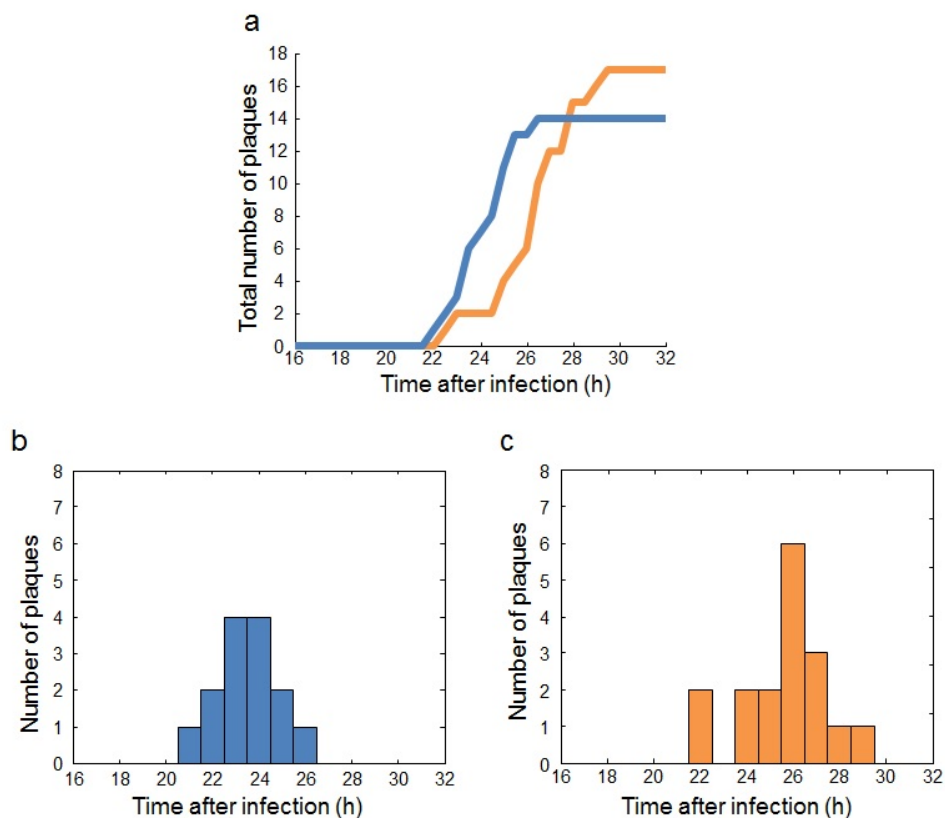 a
Total number of plaques
18
16
14
12
10
8
6
4
2
0
16 18 20 22 24 26 28 30 32
Time after infection (h)
b
Number of plaques
8
7
6
5
4
3
2
1
0
16 18 20 22 24 26 28 30 32
Time after infection (h)
c
Number of plaques
8
7
6
5
4
3
2
1
0
16 18 20 22 24 26 28 30 32
Time after infection (h)